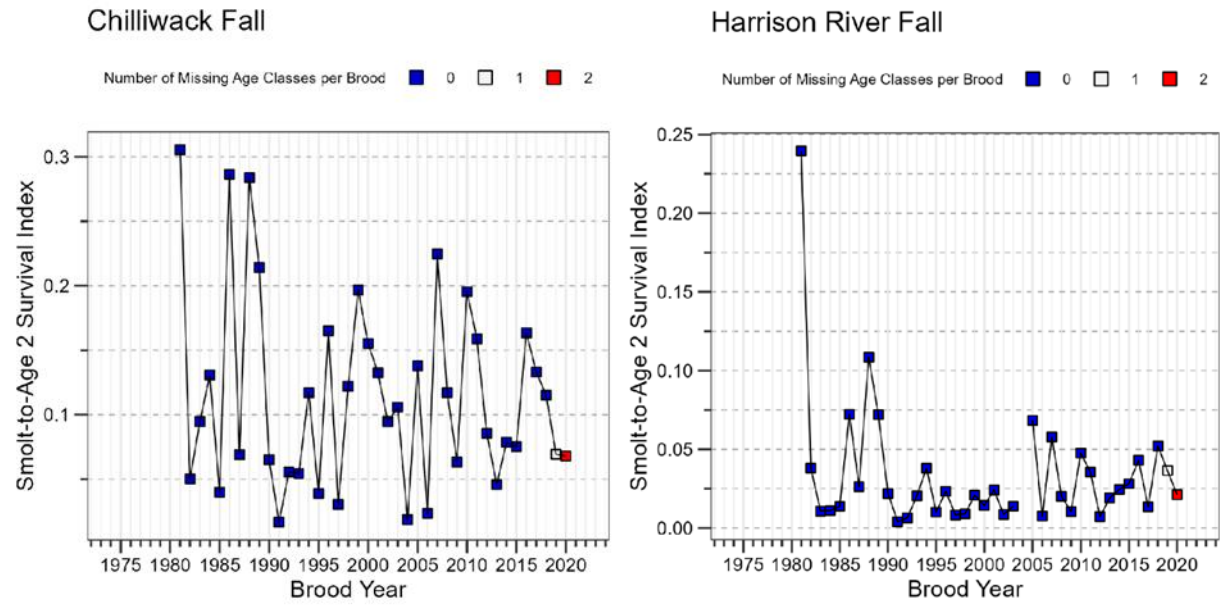 Chilliwack Fall
Number of Missing Age Classes per Brood 0 1 2
0.3
0.2
0.1
Smolt-to-Age 2 Survival Index
1975 1980 1985 1990 1995 2000 2005 2010 2015 2020
Brood Year
Harrison River Fall
Number of Missing Age Classes per Brood 0 1 2
0.25
0.20
0.15
0.10
0.05
0.00
Smolt-to-Age 2 Survival Index
1975 1980 1985 1990 1995 2000 2005 2010 2015 2020
Brood Year